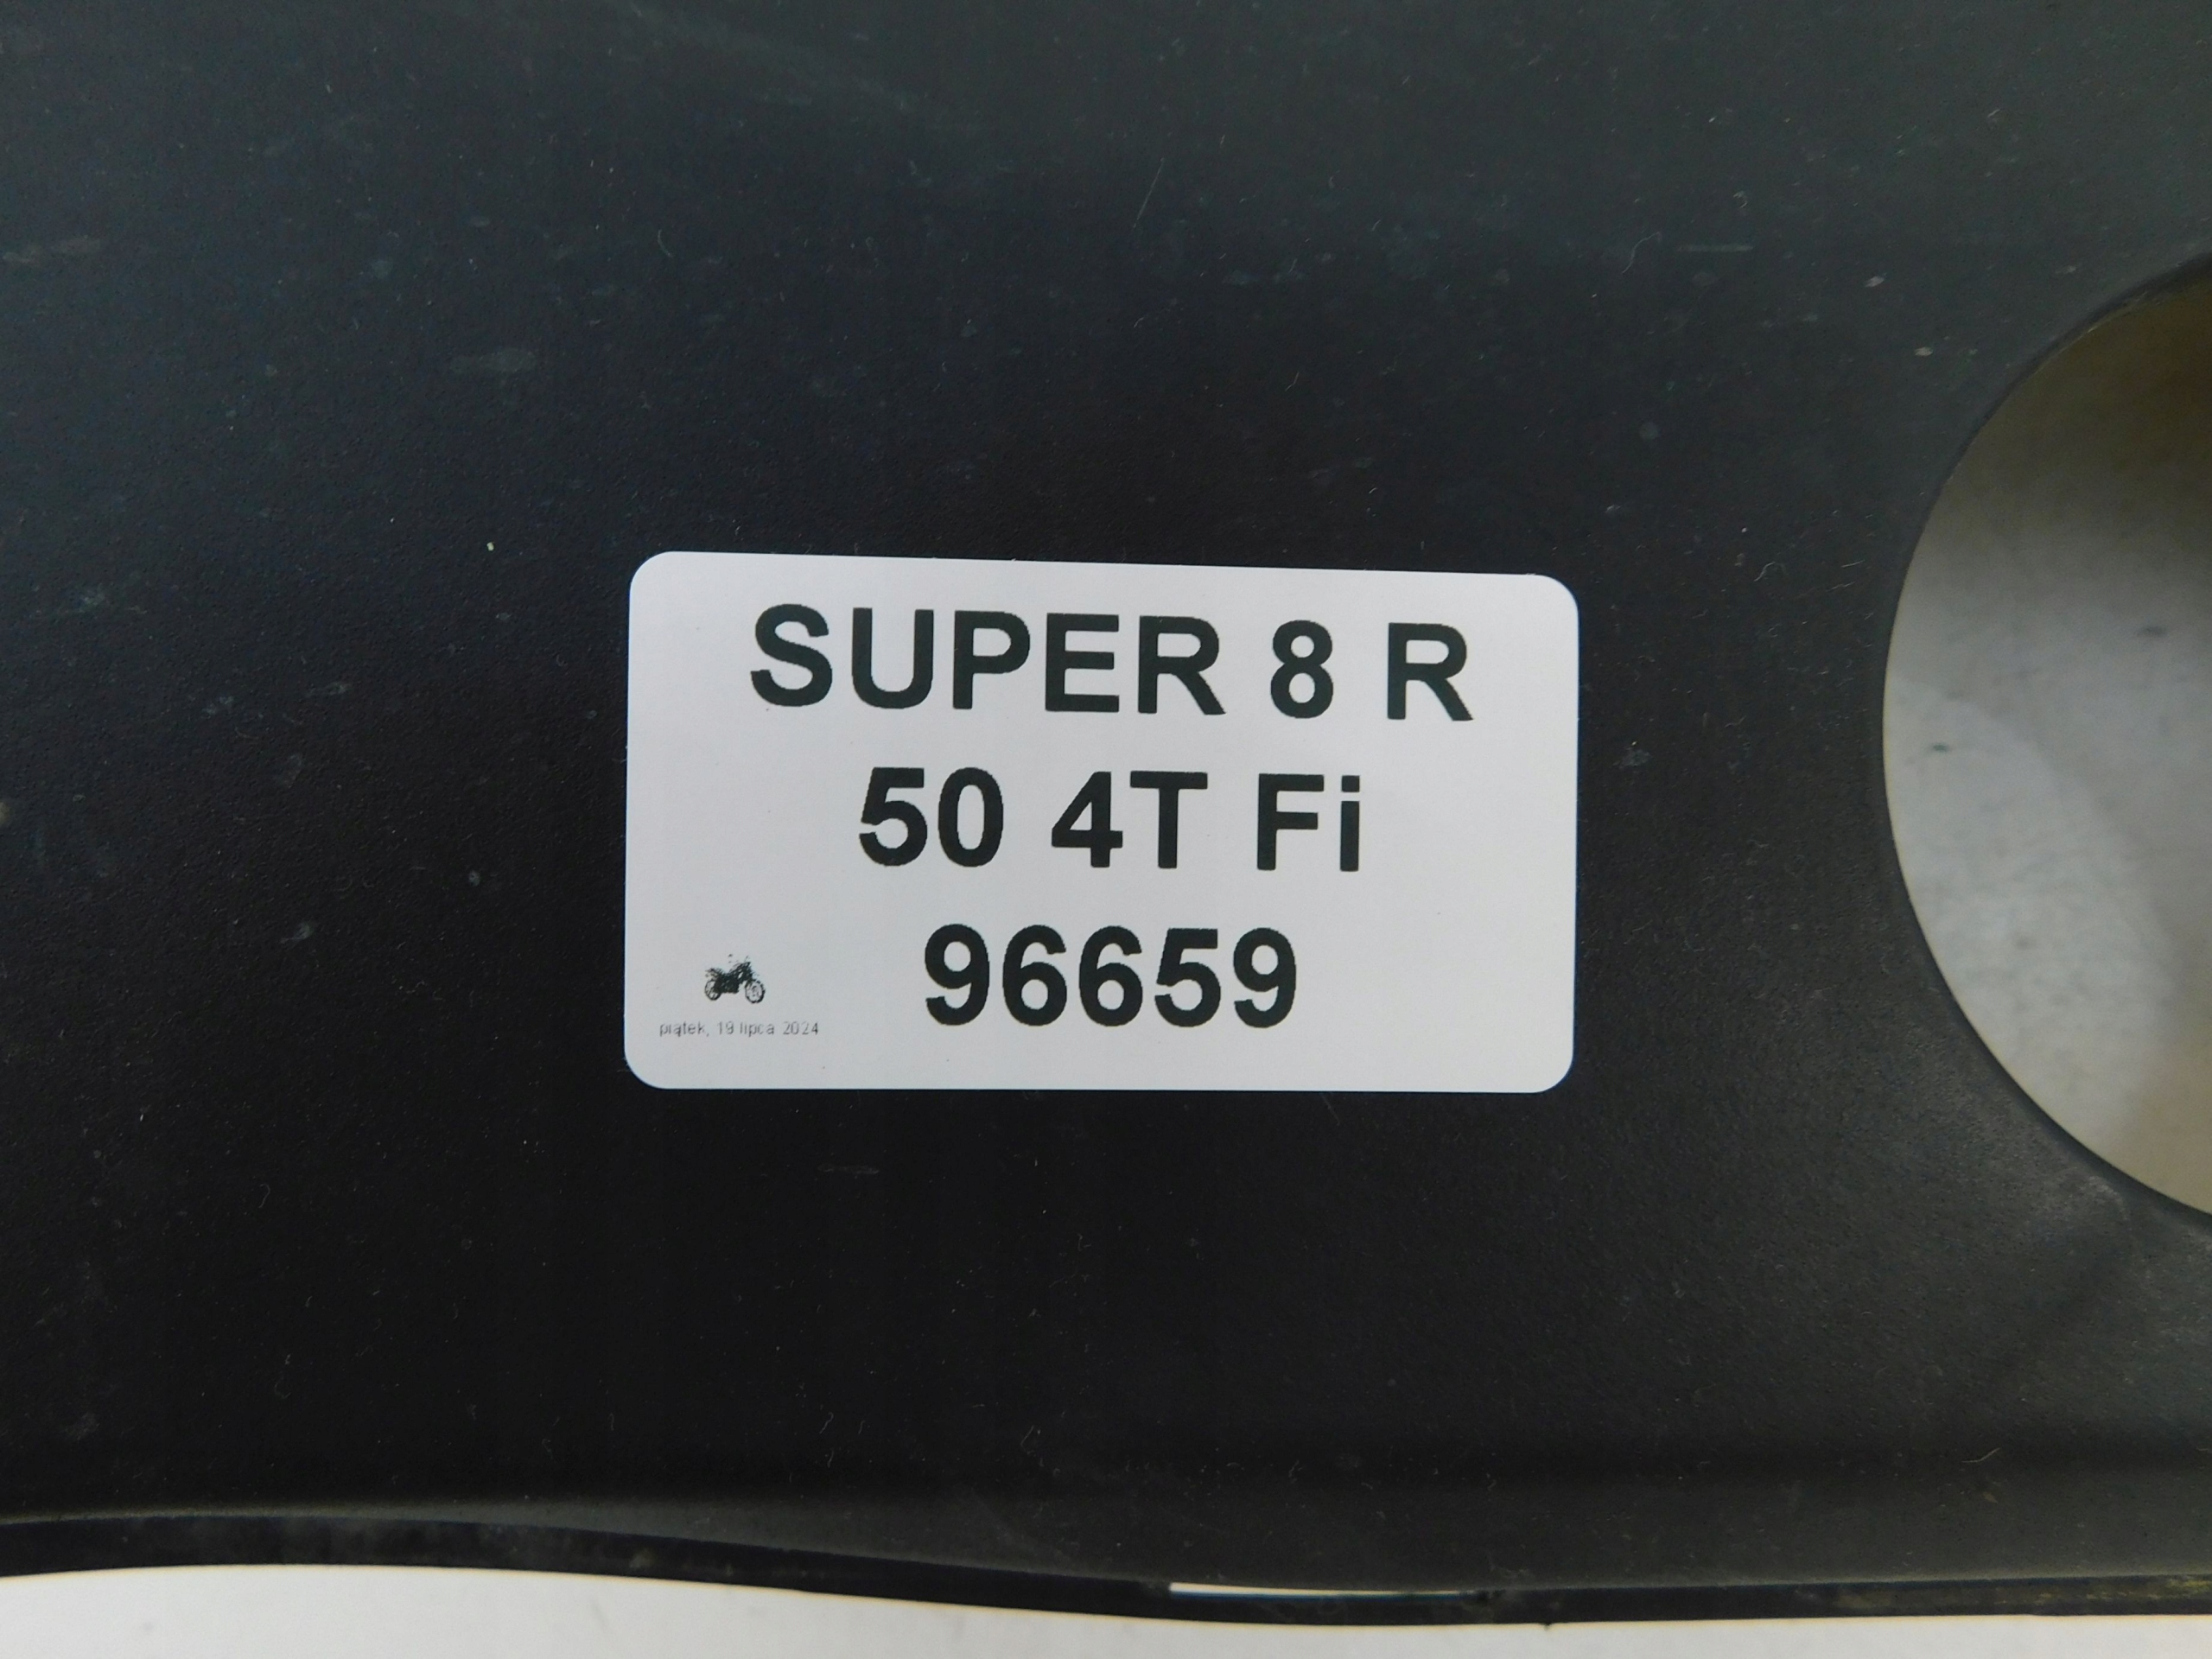 SUPER 8 R
50 4T Fi
96659
piątek, 19 lipca 2024